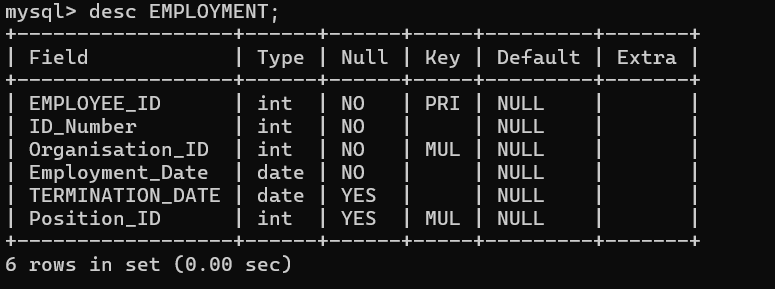 mysql> desc EMPLOYMENT;
+------------------+------+------+-----+---------+-------+
| Field            | Type | Null | Key | Default | Extra |
+------------------+------+------+-----+---------+-------+
| EMPLOYEE_ID      | int  | NO   | PRI | NULL    |       |
| ID_Number        | int  | NO   |     | NULL    |       |
| Organisation_ID  | int  | NO   | MUL | NULL    |       |
| Employment_Date  | date | NO   |     | NULL    |       |
| TERMINATION_DATE | date | YES  |     | NULL    |       |
| Position_ID      | int  | YES  | MUL | NULL    |       |
+------------------+------+------+-----+---------+-------+
6 rows in set (0.00 sec)